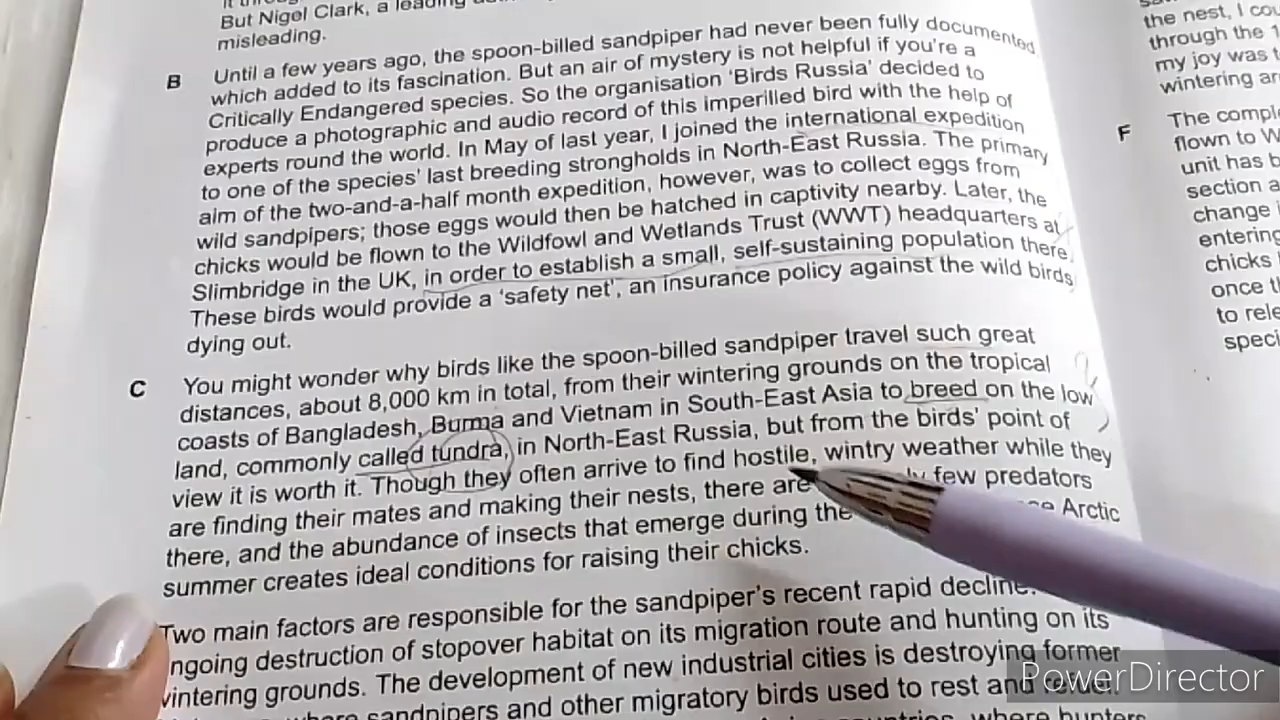 But Nigel Clark, a leading
misleading.
B Until a few years ago, the spoon-billed sandpiper had never been fully documented,
which added to its fascination. But an air of mystery is not helpful if you're a
Critically Endangered species. So the organisation 'Birds Russia' decided to
produce a photographic and audio record of this imperilled bird with the help of
experts round the world. In May of last year, I joined the international expedition
to one of the species' last breeding strongholds in North-East Russia. The primary
aim of the two-and-a-half month expedition, however, was to collect eggs from
wild sandpipers; those eggs would then be hatched in captivity nearby. Later, the
chicks would be flown to the Wildfowl and Wetlands Trust (WWT) headquarters at
Slimbridge in the UK, in order to establish a small, self-sustaining population there.
These birds would provide a 'safety net', an insurance policy against the wild birds
dying out.
C You might wonder why birds like the spoon-billed sandpiper travel such great
distances, about 8,000 km in total, from their wintering grounds on the tropical
coasts of Bangladesh, Burma and Vietnam in South-East Asia to breed on the low
land, commonly called tundra, in North-East Russia, but from the birds' point of
view it is worth it. Though they often arrive to find hostile, wintry weather while they
are finding their mates and making their nests, there are few predators
there, and the abundance of insects that emerge during the Arctic
summer creates ideal conditions for raising their chicks.
Two main factors are responsible for the sandpiper's recent rapid decline:
ngoing destruction of stopover habitat on its migration route and hunting on its
wintering grounds. The development of new industrial cities is destroying former
where sandpipers and other migratory birds used to rest and
where hunters
the nest, I
through the
my joy was
wintering
F The
flown to
unit has
section
change
entering
chicks
once
to
PowerDirector